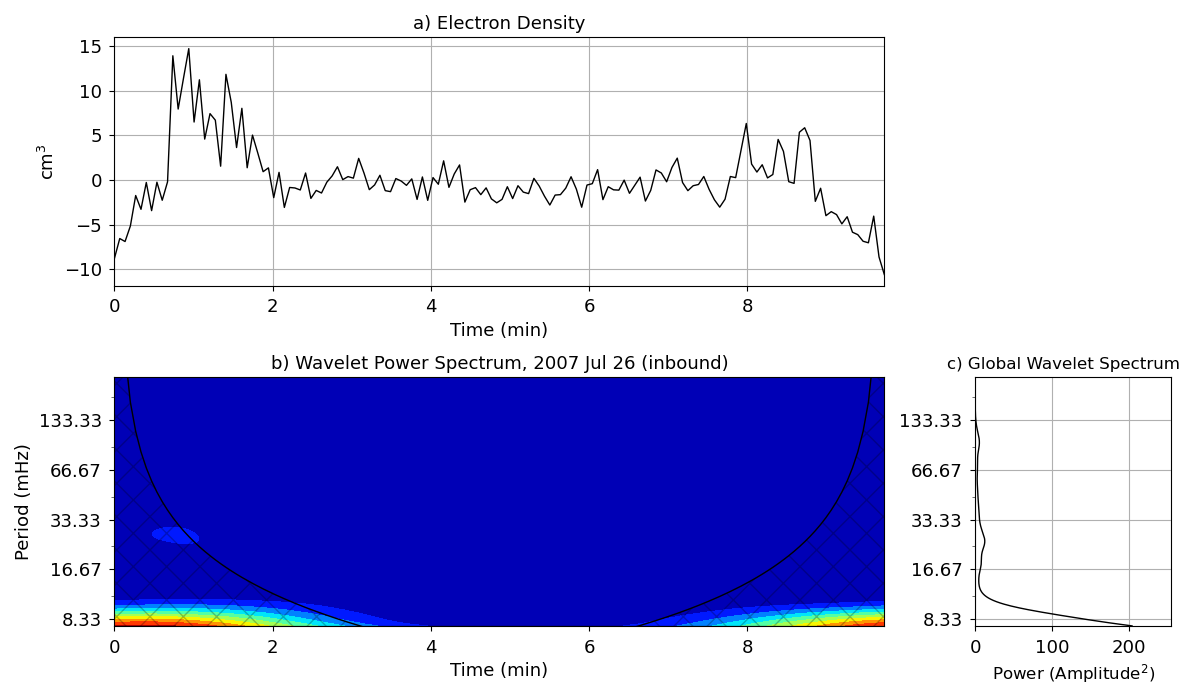 a) Electron Density
15
10
5
0
−5
−10
cm³
0 2 4 6 8
Time (min)
b) Wavelet Power Spectrum, 2007 Jul 26 (inbound)
133.33
66.67
33.33
16.67
8.33
Period (mHz)
0 2 4 6 8
Time (min)
c) Global Wavelet Spectrum
133.33
66.67
33.33
16.67
8.33
0 100 200
Power (Amplitude²)